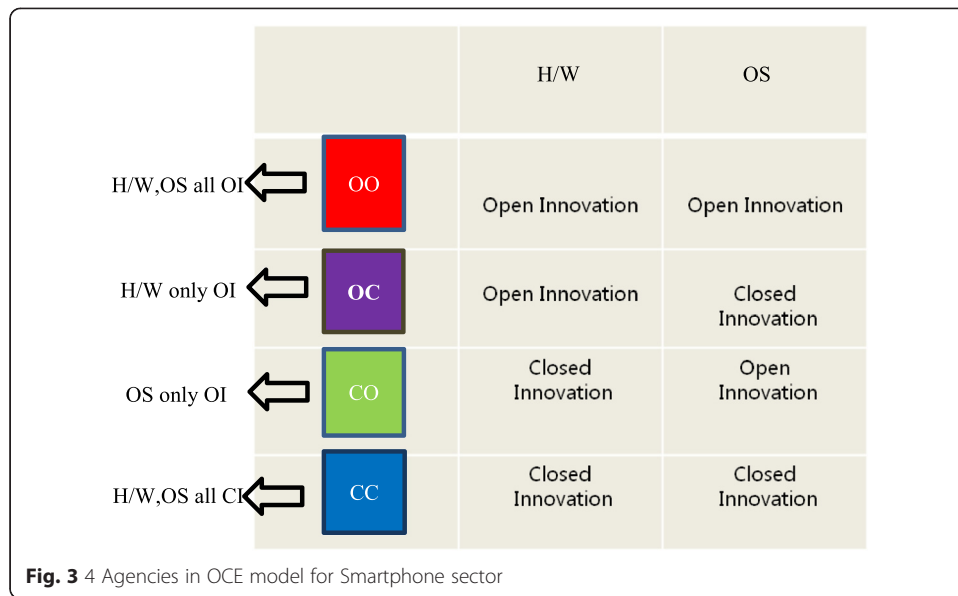 H/W OS
H/W,OS all OI OO Open Innovation Open Innovation
H/W only OI OC Open Innovation Closed
Innovation
OS only OI CO Closed
Innovation Open
Innovation
H/W,OS all CI CC Closed
Innovation Closed
Innovation
Fig. 3 4 Agencies in OCE model for Smartphone sector